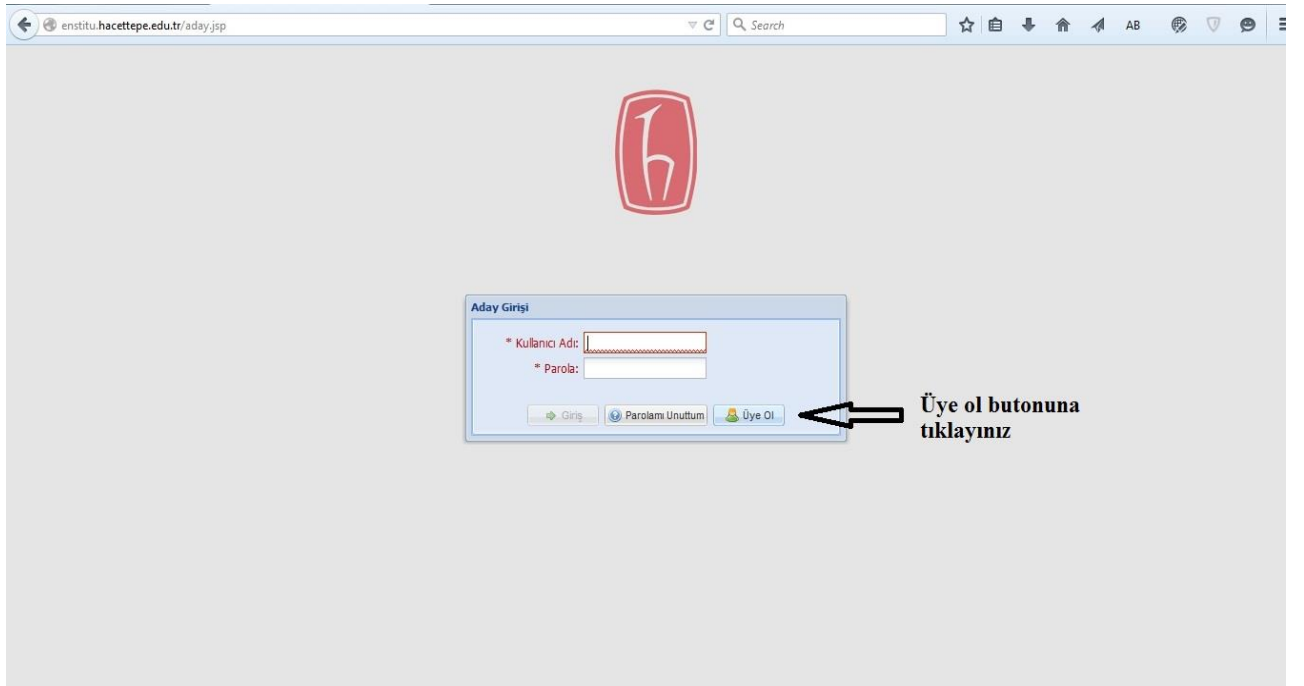 enstitu.hacettepe.edu.tr/aday.jsp
Search
AB
Aday Girişi
* Kullanıcı Adı:
* Parola:
Giriş
Parolamı Unuttum
Üye Ol
Üye ol butonuna
tıklayınız